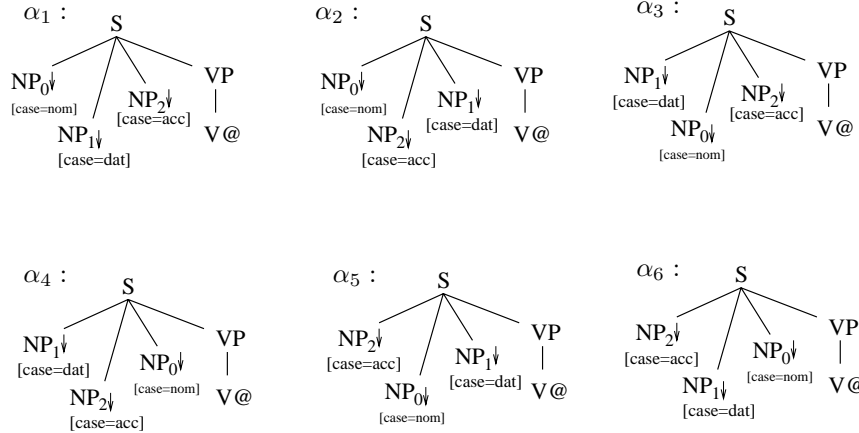 α₁ : S
NP₀↓ NP₁↓ NP₂↓ VP
[case=nom] [case=dat] [case=acc] V@
α₂ : S
NP₀↓ NP₂↓ NP₁↓ VP
[case=nom] [case=acc] [case=dat] V@
α₃ : S
NP₁↓ NP₀↓ NP₂↓ VP
[case=dat] [case=nom] [case=acc] V@
α₄ : S
NP₁↓ NP₂↓ NP₀↓ VP
[case=dat] [case=acc] [case=nom] V@
α₅ : S
NP₂↓ NP₀↓ NP₁↓ VP
[case=acc] [case=nom] [case=dat] V@
α₆ : S
NP₂↓ NP₁↓ NP₀↓ VP
[case=acc] [case=dat] [case=nom] V@